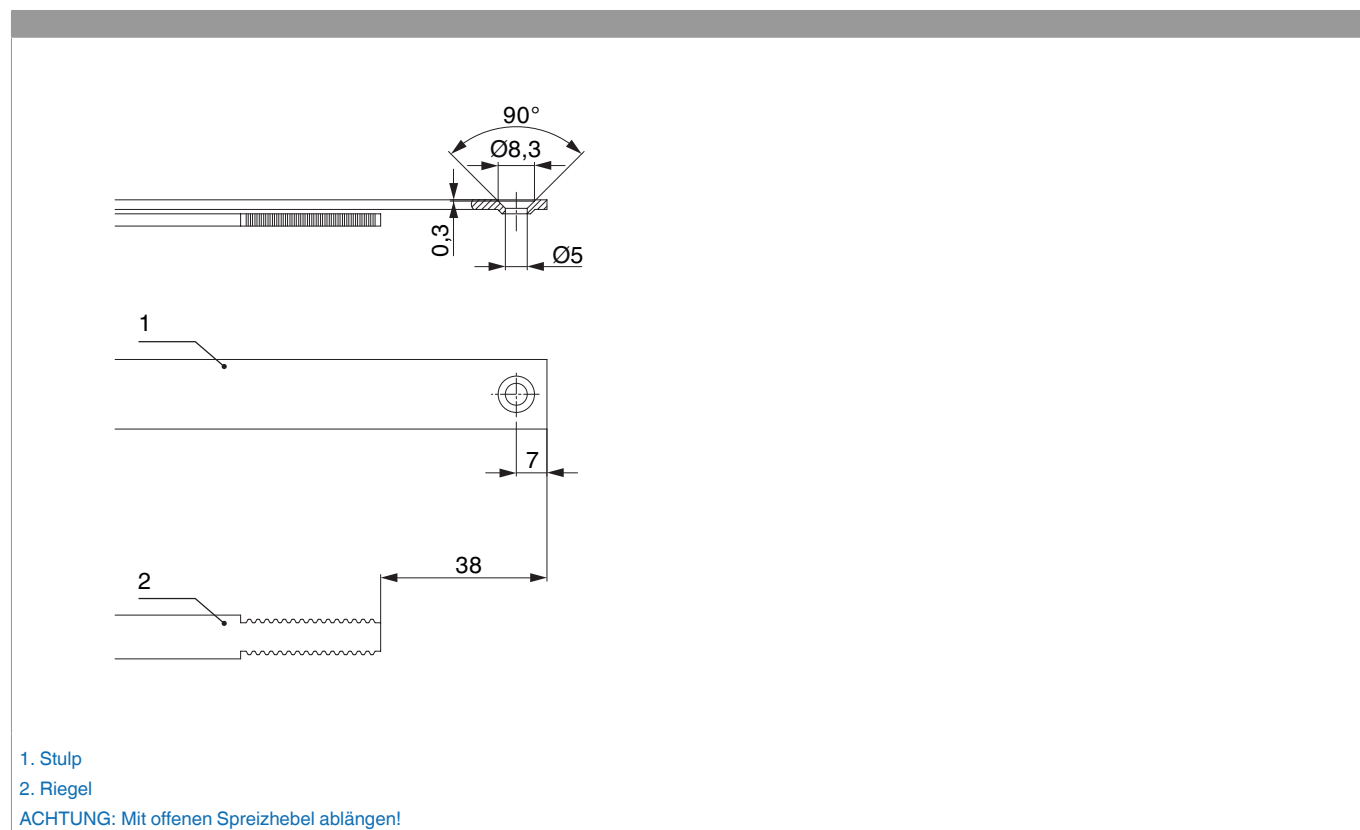 90°
Ø8,3
0,3
Ø5
1
7
38
2
1. Stulp
2. Riegel
ACHTUNG: Mit offenen Spreizhebel ablängen!